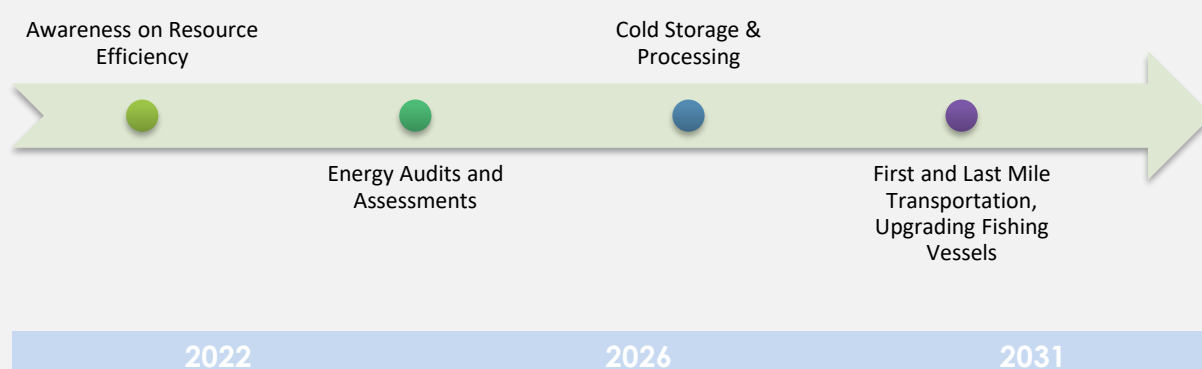 Awareness on Resource
Efficiency
Cold Storage &
Processing
Energy Audits and
Assessments
First and Last Mile
Transportation,
Upgrading Fishing
Vessels
2022
2026
2031